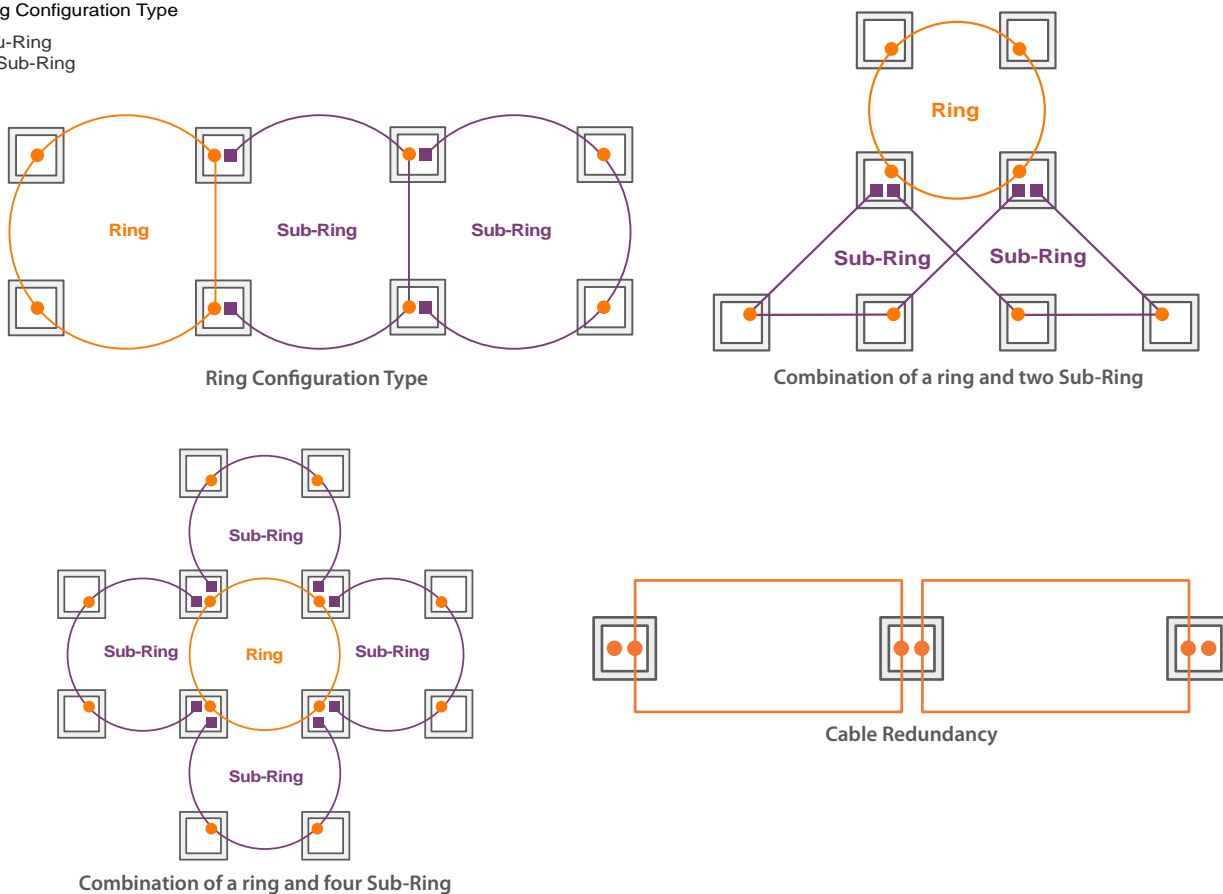 g Configuration Type
u-Ring
Sub-Ring
Ring
Sub-Ring
Sub-Ring
Ring Configuration Type
Ring
Sub-Ring
Sub-Ring
Combination of a ring and two Sub-Ring
Sub-Ring
Sub-Ring
Ring
Sub-Ring
Sub-Ring
Combination of a ring and four Sub-Ring
Cable Redundancy